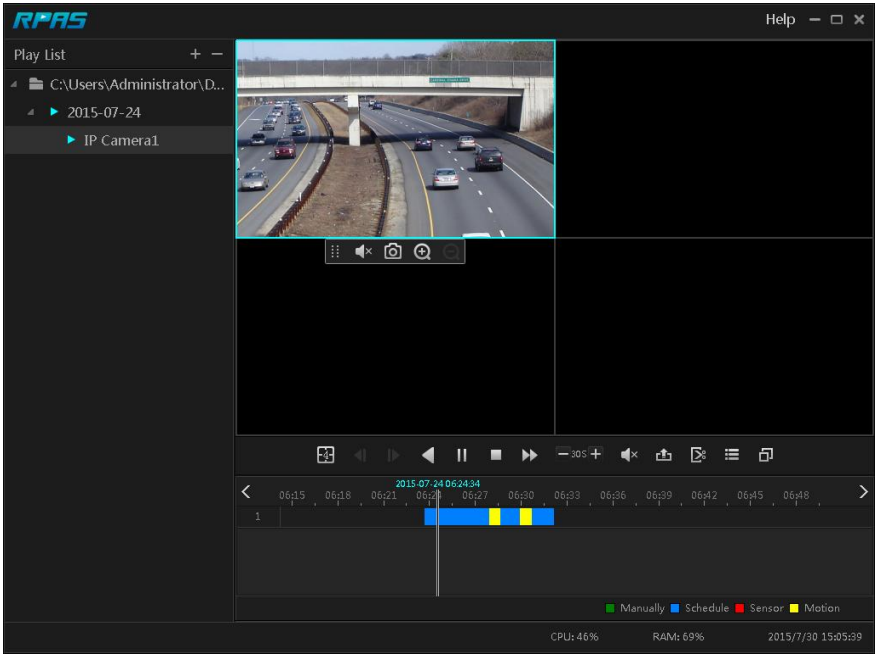 RPAS
Help
Play List
C:\Users\Administrator\D...
2015-07-24
IP Camera1
4
30S
2015-07-24 06:24:34
06:15 06:18 06:21 06:24 06:27 06:30 06:33 06:36 06:39 06:42 06:45 06:48
1
Manually Schedule Sensor Motion
CPU: 46% RAM: 69% 2015/7/30 15:05:39